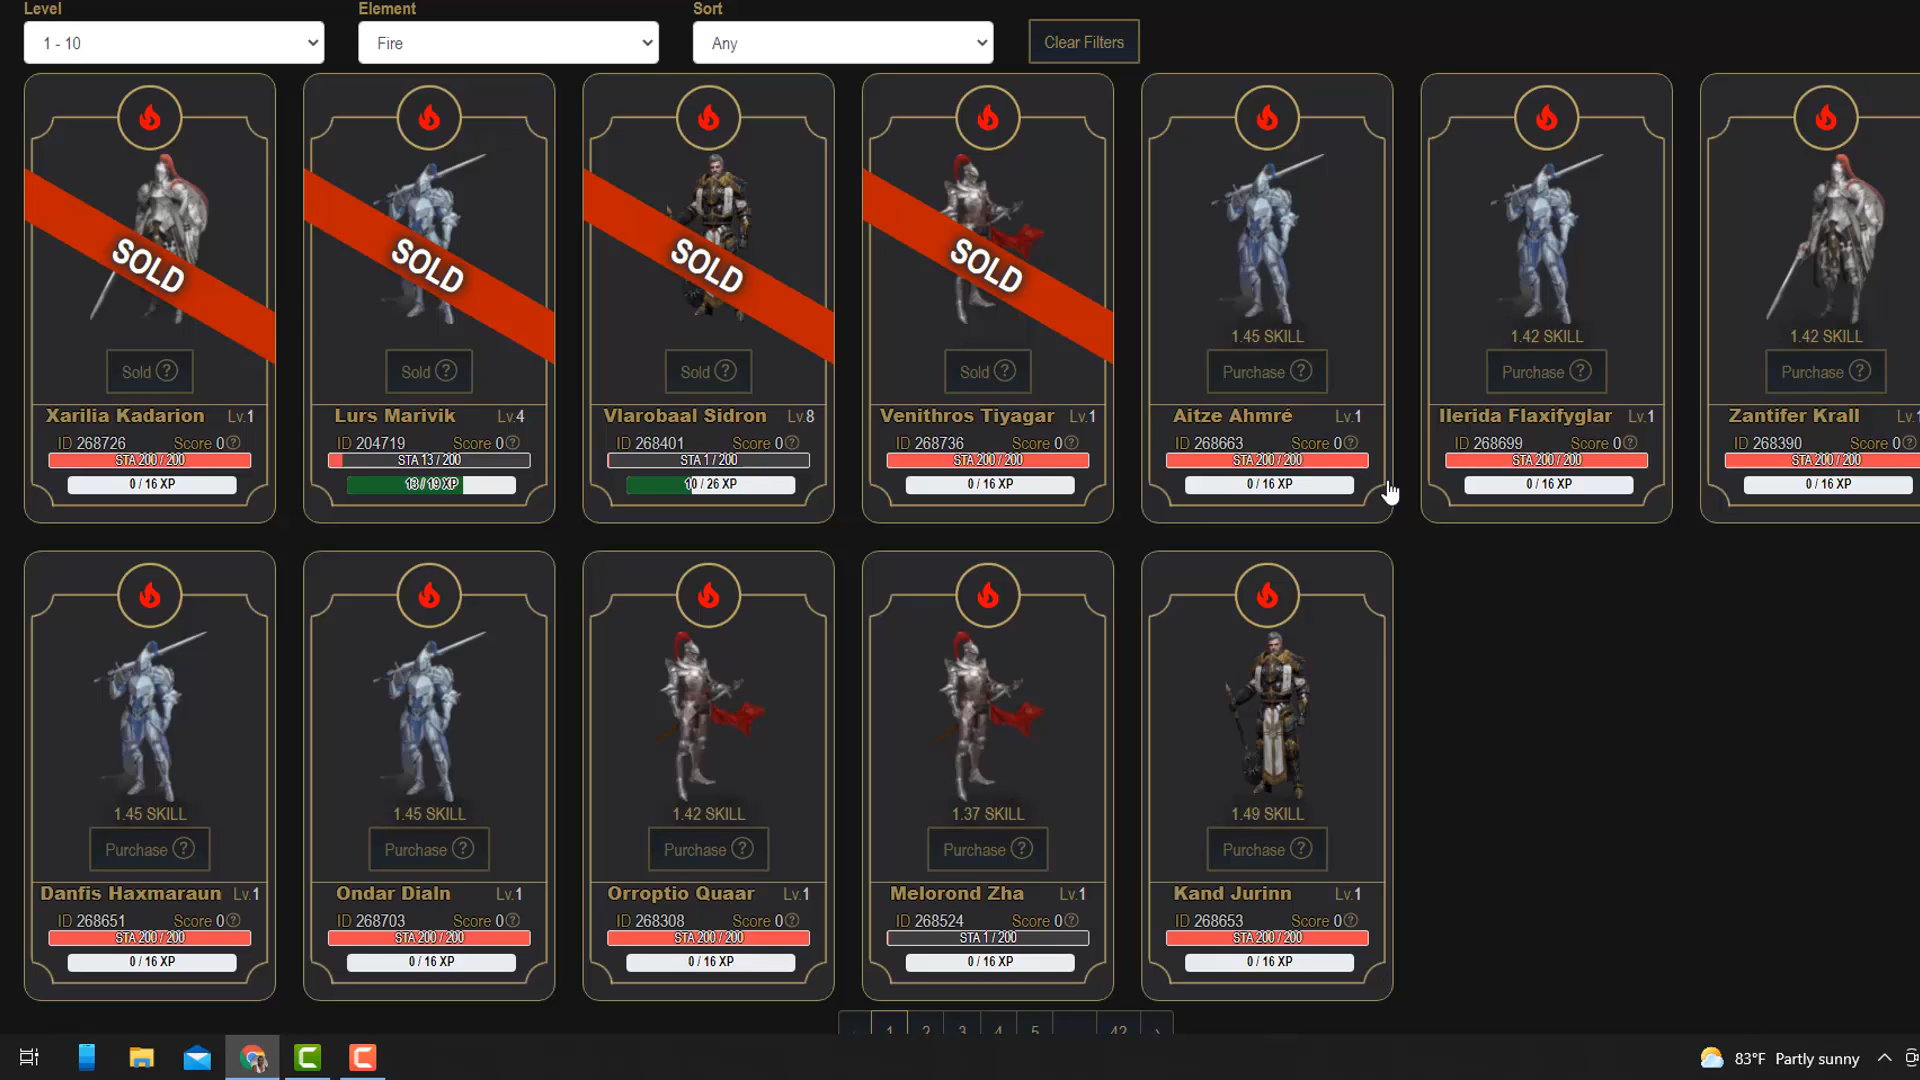 Level Element Sort
1 - 10 Fire Any Clear Filters
SOLD SOLD SOLD SOLD
1.45 SKILL 1.42 SKILL 1.42 SKILL
Sold ? Sold ? Sold ? Sold ? Purchase ? Purchase ? Purchase ?
Xarilia Kadarion Lv.1 Lurs Marivik Lv.4 Vlarobaal Sidron Lv.8 Venithros Tiyagar Lv.1 Aitze Ahmré Lv.1 Ilerida Flaxifyglar Lv.1 Zantifer Krall Lv.1
ID 268726 Score 0? ID 204719 Score 0? ID 268401 Score 0? ID 268736 Score 0? ID 268663 Score 0? ID 268699 Score 0? ID 268390 Score 0?
STA 200 / 200 STA 13 / 200 STA 1 / 200 STA 200 / 200 STA 200 / 200 STA 200 / 200 STA 200 / 200
0 / 16 XP 13 / 19 XP 10 / 26 XP 0 / 16 XP 0 / 16 XP 0 / 16 XP 0 / 16 XP
1.45 SKILL 1.45 SKILL 1.42 SKILL 1.37 SKILL 1.49 SKILL
Purchase ? Purchase ? Purchase ? Purchase ? Purchase ?
Danfis Haxmaraun Lv.1 Ondar Dialn Lv.1 Orroptio Quaar Lv.1 Melorond Zha Lv.1 Kand Jurinn Lv.1
ID 268651 Score 0? ID 268703 Score 0? ID 268308 Score 0? ID 268524 Score 0? ID 268653 Score 0?
STA 200 / 200 STA 200 / 200 STA 200 / 200 STA 1 / 200 STA 200 / 200
0 / 16 XP 0 / 16 XP 0 / 16 XP 0 / 16 XP 0 / 16 XP
1 2 3 4 5 42 ›
83°F Partly sunny